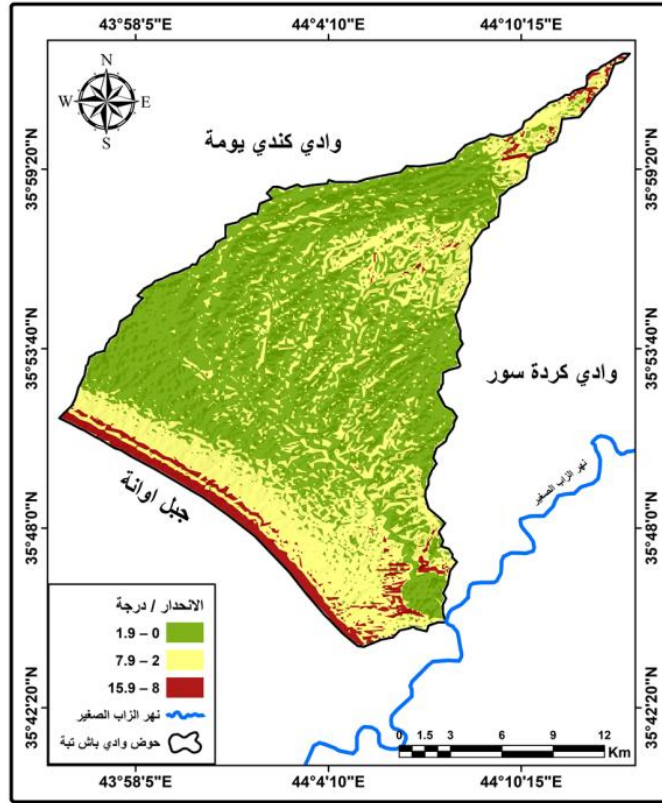 43°58'5"E 44°4'10"E 44°10'15"E
N
W E
S
وادي كندي يومة
35°59'20"N 35°59'20"N
35°53'40"N 35°53'40"N
وادي كردة سور
نهر الزاب الصغير
جبل اوانة
35°48'0"N 35°48'0"N
الانحدار / درجة
1.9 – 0
7.9 – 2
15.9 – 8
نهر الزاب الصغير
حوض وادي باش تبة
35°42'20"N 35°42'20"N
0 1.5 3 6 9 12
Km
43°58'5"E 44°4'10"E 44°10'15"E